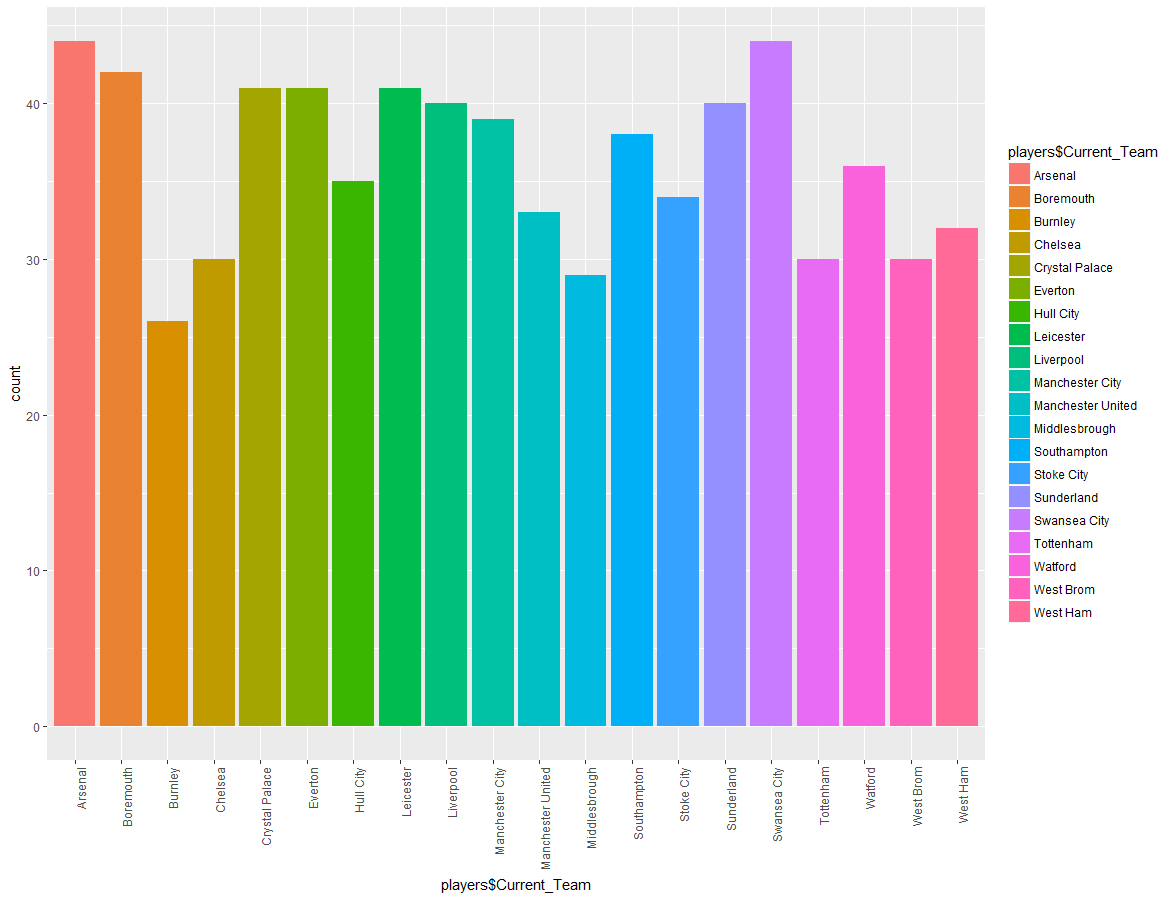 count
40
30
20
10
0
Arsenal
Boremouth
Burnley
Chelsea
Crystal Palace
Everton
Hull City
Leicester
Liverpool
Manchester City
Manchester United
Middlesbrough
Southampton
Stoke City
Sunderland
Swansea City
Tottenham
Watford
West Brom
West Ham
players$Current_Team
players$Current_Team
Arsenal
Boremouth
Burnley
Chelsea
Crystal Palace
Everton
Hull City
Leicester
Liverpool
Manchester City
Manchester United
Middlesbrough
Southampton
Stoke City
Sunderland
Swansea City
Tottenham
Watford
West Brom
West Ham